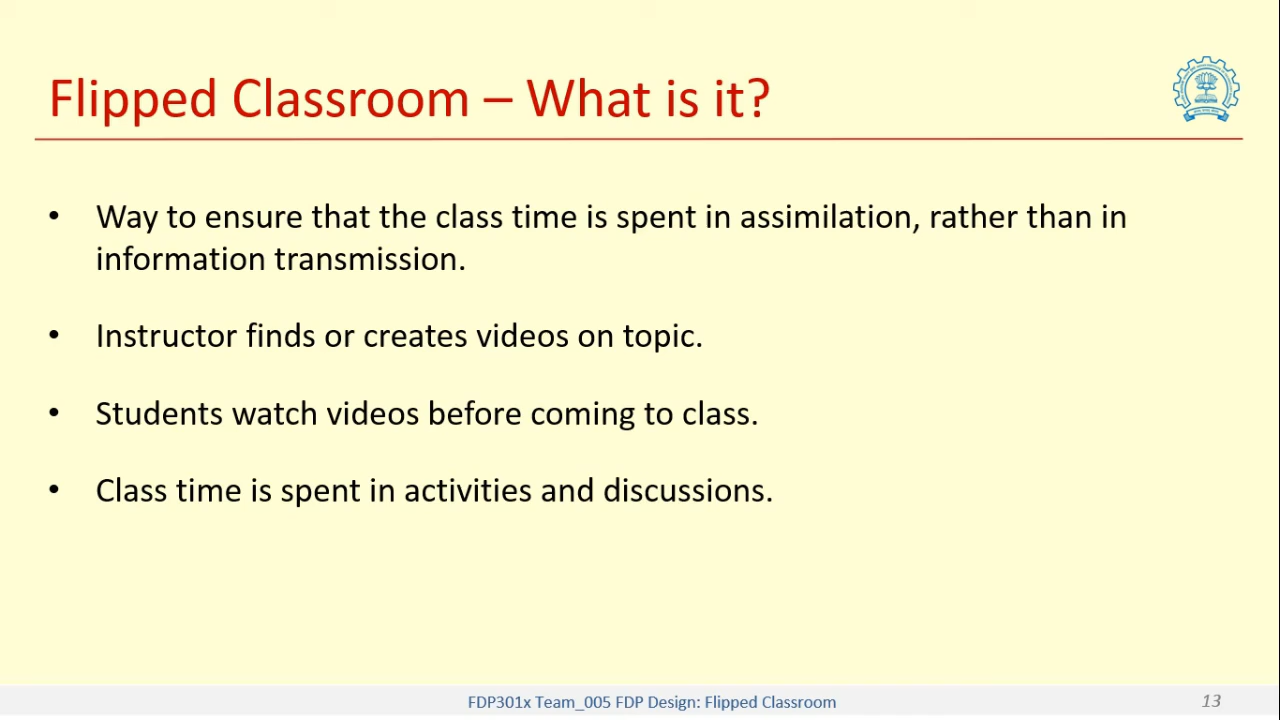 Flipped Classroom – What is it?
• Way to ensure that the class time is spent in assimilation, rather than in
information transmission.
• Instructor finds or creates videos on topic.
• Students watch videos before coming to class.
• Class time is spent in activities and discussions.
FDP301x Team_005 FDP Design: Flipped Classroom
13